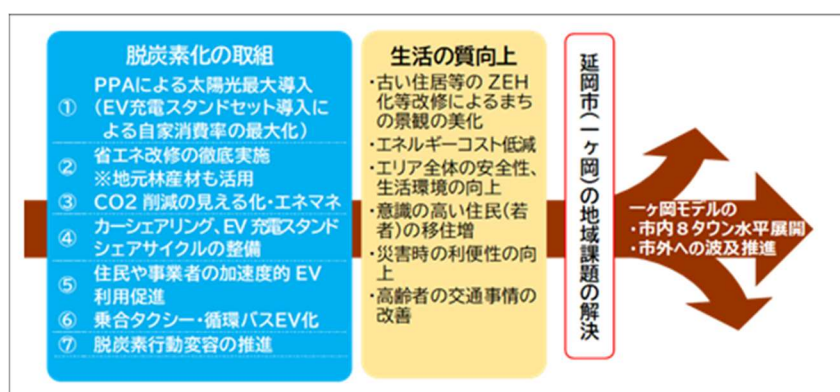 脱炭素化の取組
① PPAによる太陽光最大導入
(EV充電スタンドセット導入に
よる自家消費率の最大化)
② 省エネ改修の徹底実施
※地元林産材も活用
③ CO2 削減の見える化・エネマネ
④ カーシェアリング、EV 充電スタンド
シェアサイクルの整備
⑤ 住民や事業者の加速度的 EV
利用促進
⑥ 乗合タクシー・循環バスEV化
⑦ 脱炭素行動変容の推進
生活の質向上
・古い住居等の ZEH
化等改修によるまち
の景観の美化
・エネルギーコスト低減
・エリア全体の安全性、
生活環境の向上
・意識の高い住民(若
者)の移住増
・災害時の利便性の向
上
・高齢者の交通事情の
改善
延岡市(一ヶ岡)の地域課題の解決
一ヶ岡モデルの
・市内８タウン水平展開
・市外への波及推進